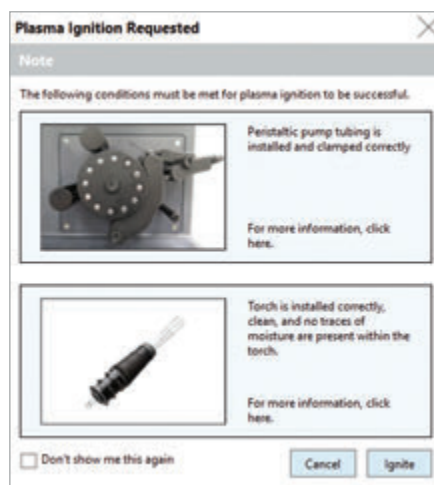 Plasma Ignition Requested
Note
The following conditions must be met for plasma ignition to be successful.
Peristaltic pump tubing is
installed and clamped correctly
For more information, click
here.
Torch is installed correctly,
clean, and no traces of
moisture are present within the
torch.
For more information, click
here.
Don't show me this again
Cancel
Ignite